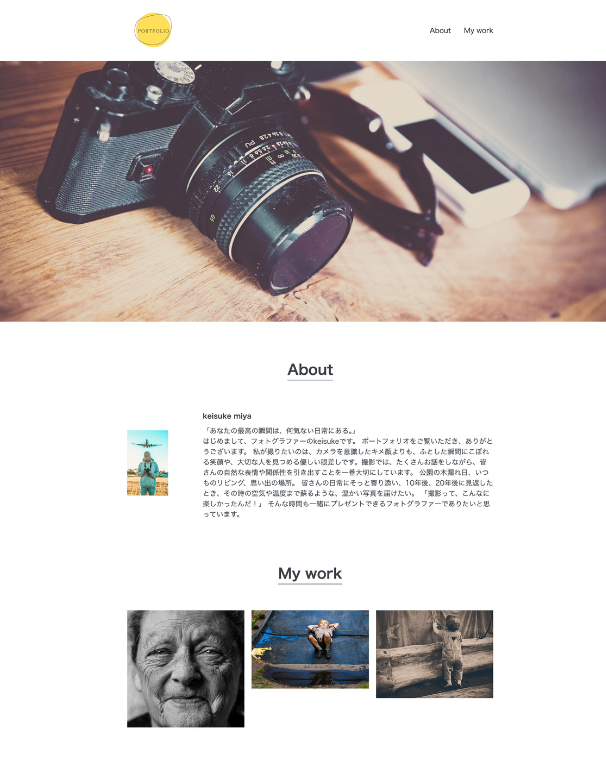 PORTFOLIO
About
My work
About
keisuke miya
「あなたの最高の瞬間は、何気ない日常にある。」
はじめまして、フォトグラファーのkeisukeです。 ポートフォリオをご覧いただき、ありがと
うございます。 私が撮りたいのは、カメラを意識したキメ顔よりも、ふとした瞬間にこぼれ
る笑顔や、大切な人を見つめる優しい眼差しです。撮影では、たくさんお話をしながら、皆
さんの自然な表情や関係性を引き出すことを一番大切にしています。 公園の木漏れ日、いつ
ものリビング、思い出の場所。 皆さんの日常にそっと寄り添い、10年後、20年後に見返した
とき、その時の空気や温度まで蘇るような、温かい写真を届けたい。 「撮影って、こんなに
楽しかったんだ！」 そんな時間も一緒にプレゼントできるフォトグラファーでありたいと思
っています。
My work